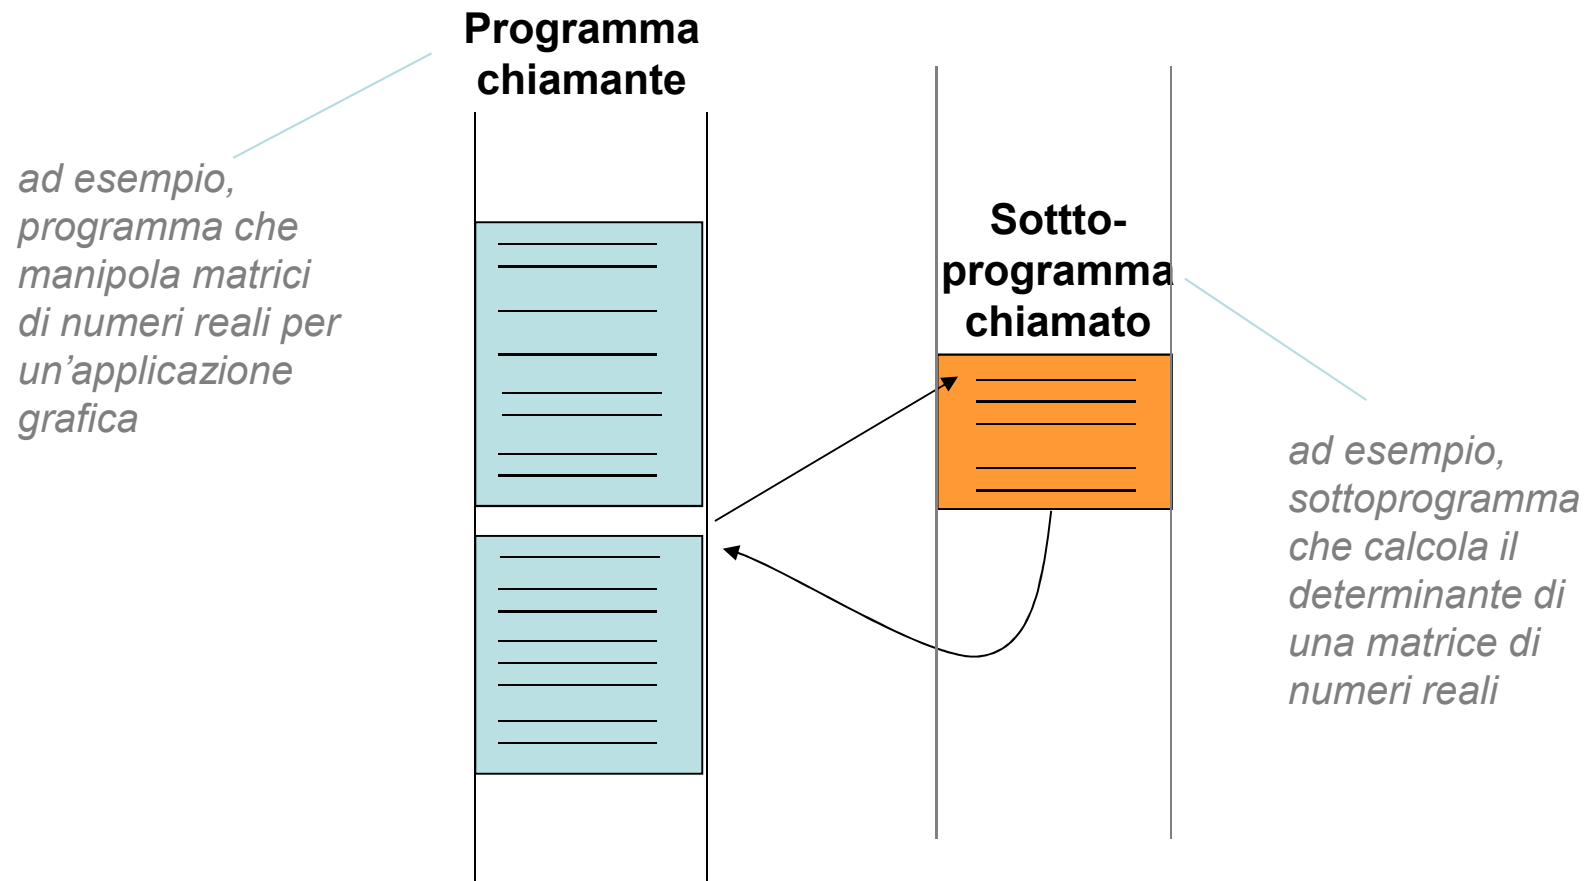 Programma
chiamante
ad esempio,
programma che
manipola matrici
di numeri reali per
un’applicazione
grafica
Sottto-
programma
chiamato
ad esempio,
sottoprogramma
che calcola il
determinante di
una matrice di
numeri reali